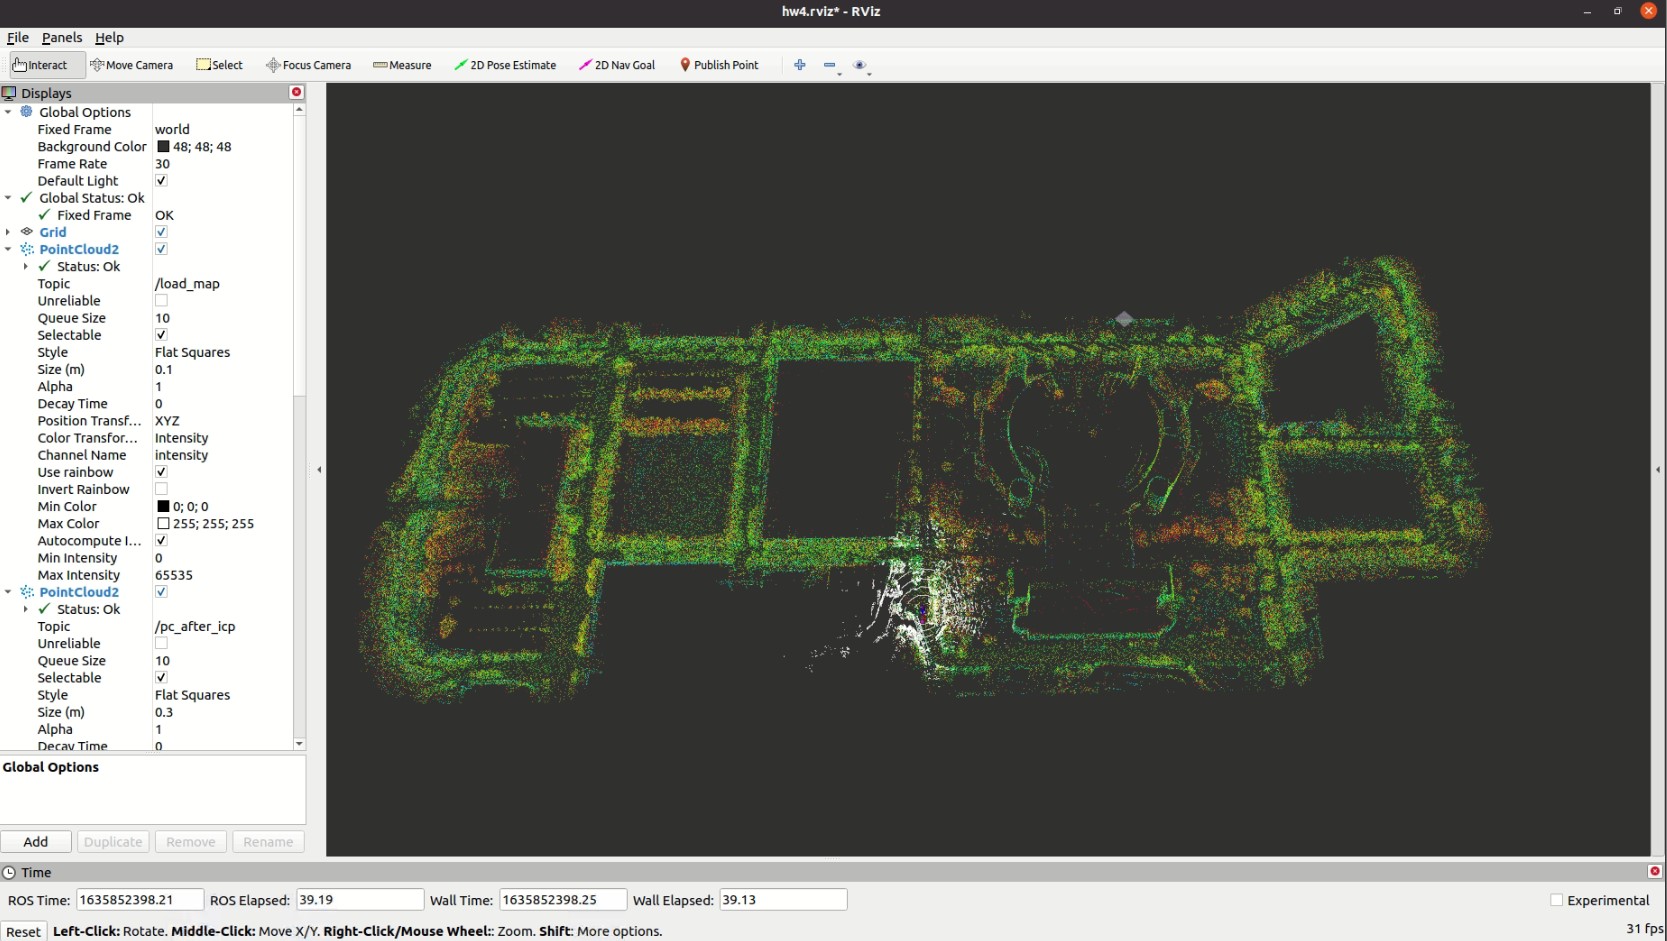 hw4.rviz* - RViz
File Panels Help
Interact Move Camera Select Focus Camera Measure 2D Pose Estimate 2D Nav Goal Publish Point
Displays
Global Options
Fixed Frame world
Background Color 48; 48; 48
Frame Rate 30
Default Light
Global Status: Ok
Fixed Frame OK
Grid
PointCloud2
Status: Ok
Topic /load_map
Unreliable
Queue Size 10
Selectable
Style Flat Squares
Size (m) 0.1
Alpha 1
Decay Time 0
Position Transf... XYZ
Color Transfor... Intensity
Channel Name intensity
Use rainbow
Invert Rainbow
Min Color 0; 0; 0
Max Color 255; 255; 255
Autocompute I...
Min Intensity 0
Max Intensity 65535
PointCloud2
Status: Ok
Topic /pc_after_icp
Unreliable
Queue Size 10
Selectable
Style Flat Squares
Size (m) 0.3
Alpha 1
Decay Time 0
Global Options
Add Duplicate Remove Rename
Time
ROS Time: 1635852398.21 ROS Elapsed: 39.19 Wall Time: 1635852398.25 Wall Elapsed: 39.13 Experimental
Reset Left-Click: Rotate. Middle-Click: Move X/Y. Right-Click/Mouse Wheel:: Zoom. Shift: More options. 31 fps